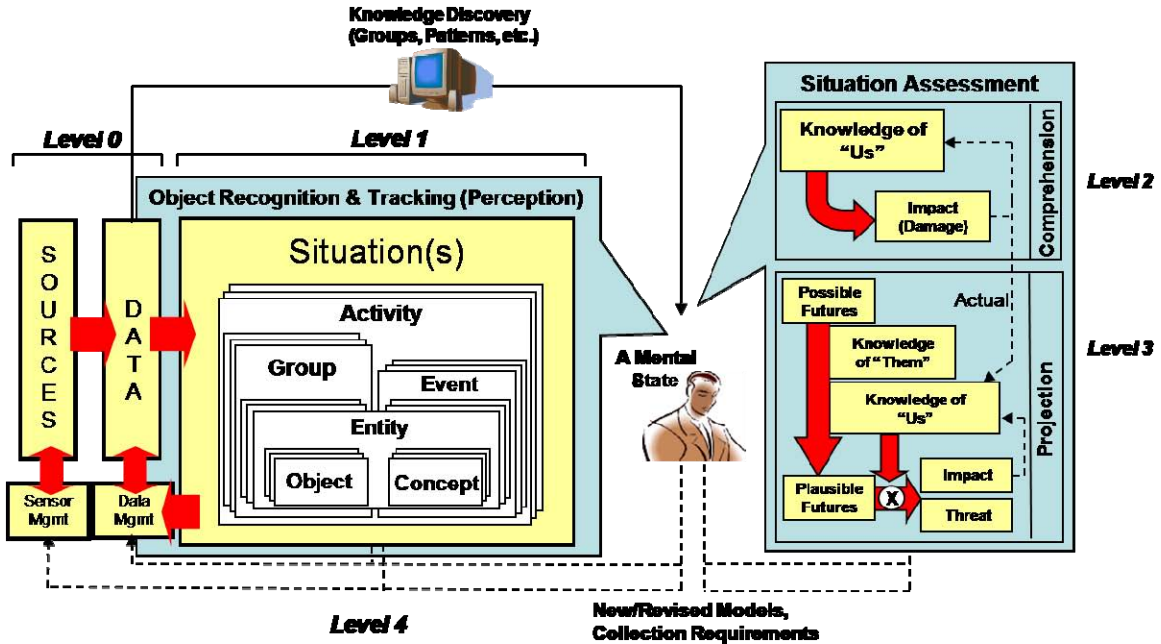 Knowledge Discovery
(Groups, Patterns, etc.)
Level 0
Level 1
Object Recognition & Tracking (Perception)
SOURCES
DATA
Situation(s)
Activity
Group
Event
Entity
Object
Concept
Sensor
Mgmt
Data
Mgmt
A Mental
State
Situation Assessment
Knowledge of
"Us"
Impact
(Damage)
Comprehension
Level 2
Possible
Futures
Actual
Knowledge
of "Them"
Level 3
Knowledge of
"Us"
Projection
Plausible
Futures
X
Impact
Threat
Level 4
New/Revised Models,
Collection Requirements